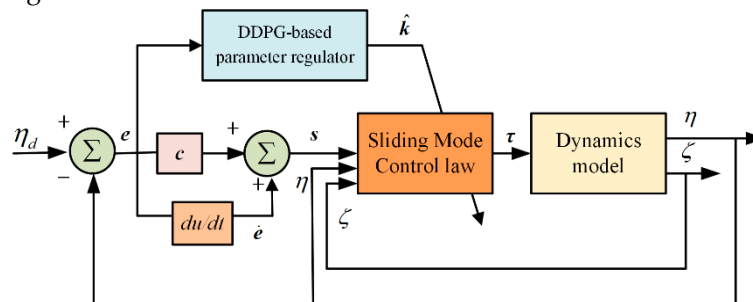 DDPG-based
parameter regulator
k̂
η_d
+
−
Σ
e
c
+
+
Σ
s
η
ζ
du/dt
ė
Sliding Mode
Control law
τ
Dynamics
model
η
ζ